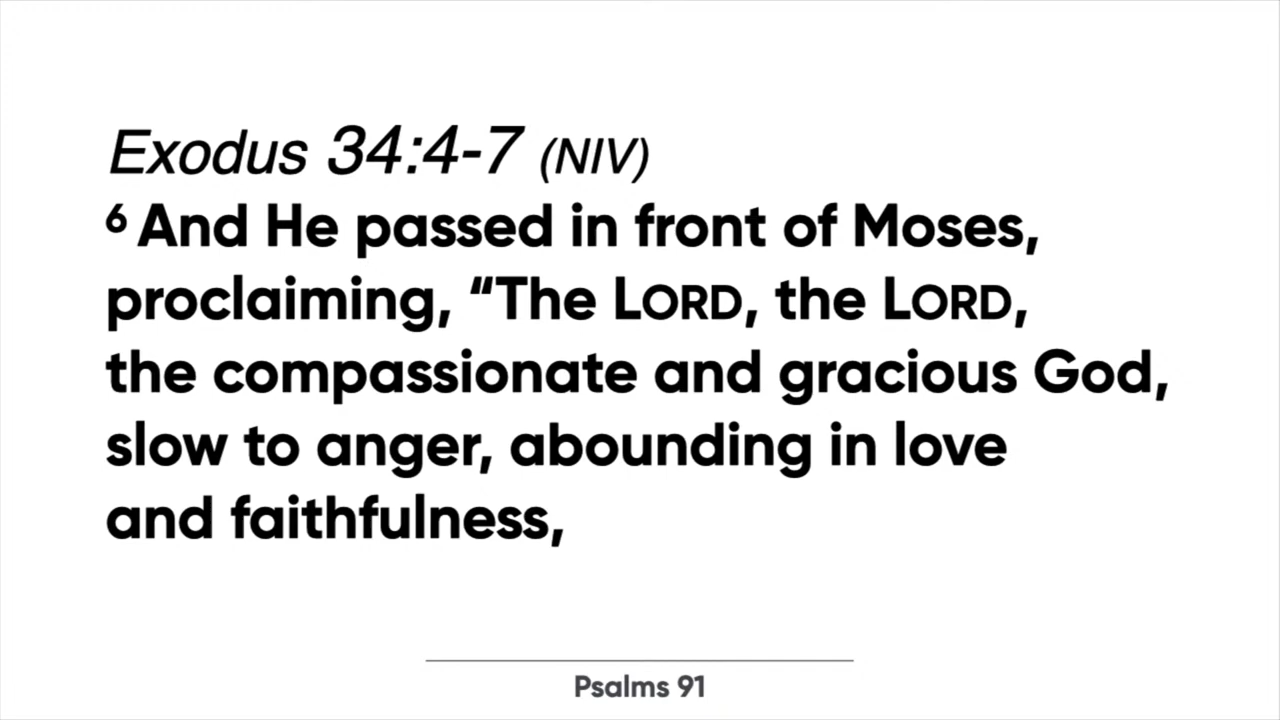 Exodus 34:4-7 (NIV)
⁶ And He passed in front of Moses,
proclaiming, “The LORD, the LORD,
the compassionate and gracious God,
slow to anger, abounding in love
and faithfulness,
Psalms 91